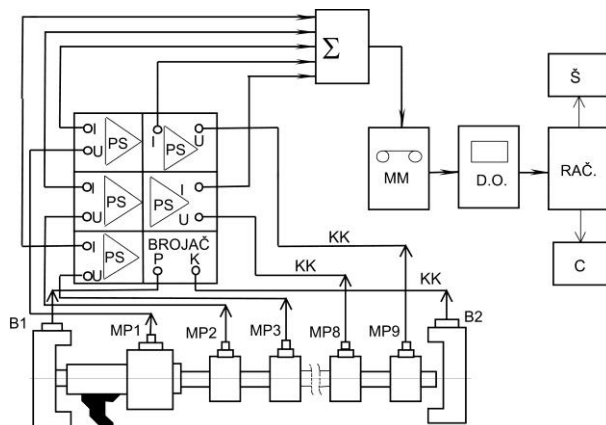 Σ
Š
I
U
PS
I
PS
U
KK
MM
D.O.
RAČ.
I
U
PS
PS
I
U
I
U
PS
BROJAČ
P
K
KK
KK
C
B1
MP1
MP2
MP3
MP8
MP9
B2